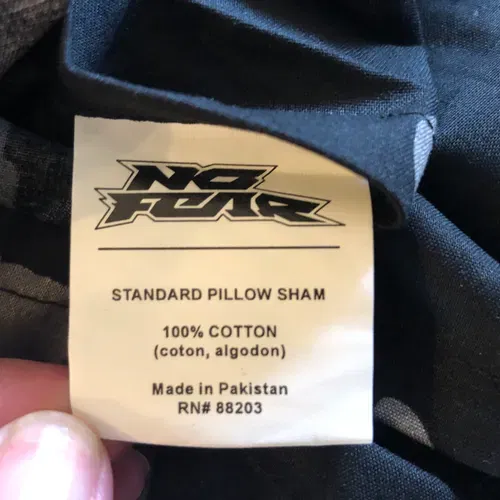 NO
FEAR
STANDARD PILLOW SHAM
100% COTTON
(coton, algodon)
Made in Pakistan
RN# 88203